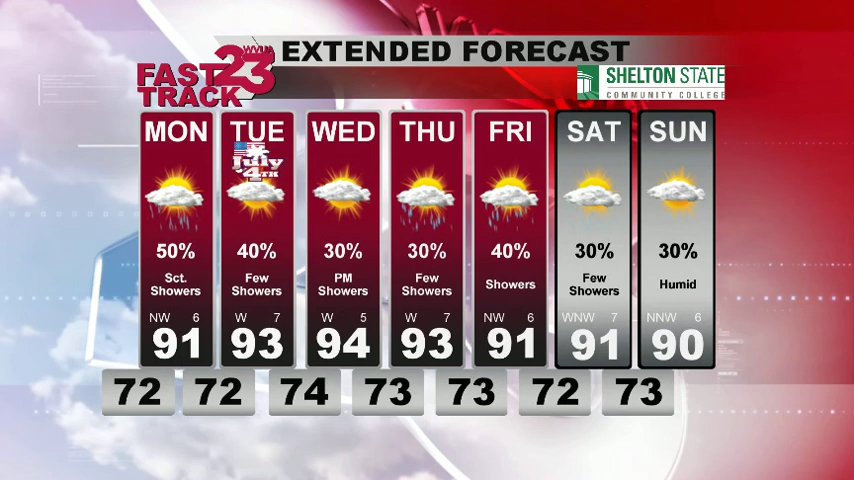 EXTENDED FORECAST
WVUA
23
FAST
TRACK
SHELTON STATE
COMMUNITY COLLEGE
MON TUE WED THU FRI SAT SUN
July
4TH
50% 40% 30% 30% 40% 30% 30%
Sct. Showers Few Showers PM Showers Few Showers Showers Few Showers Humid
NW 6 W 7 W 5 W 7 NW 6 WNW 7 NNW 6
91 93 94 93 91 91 90
72 72 74 73 73 72 73